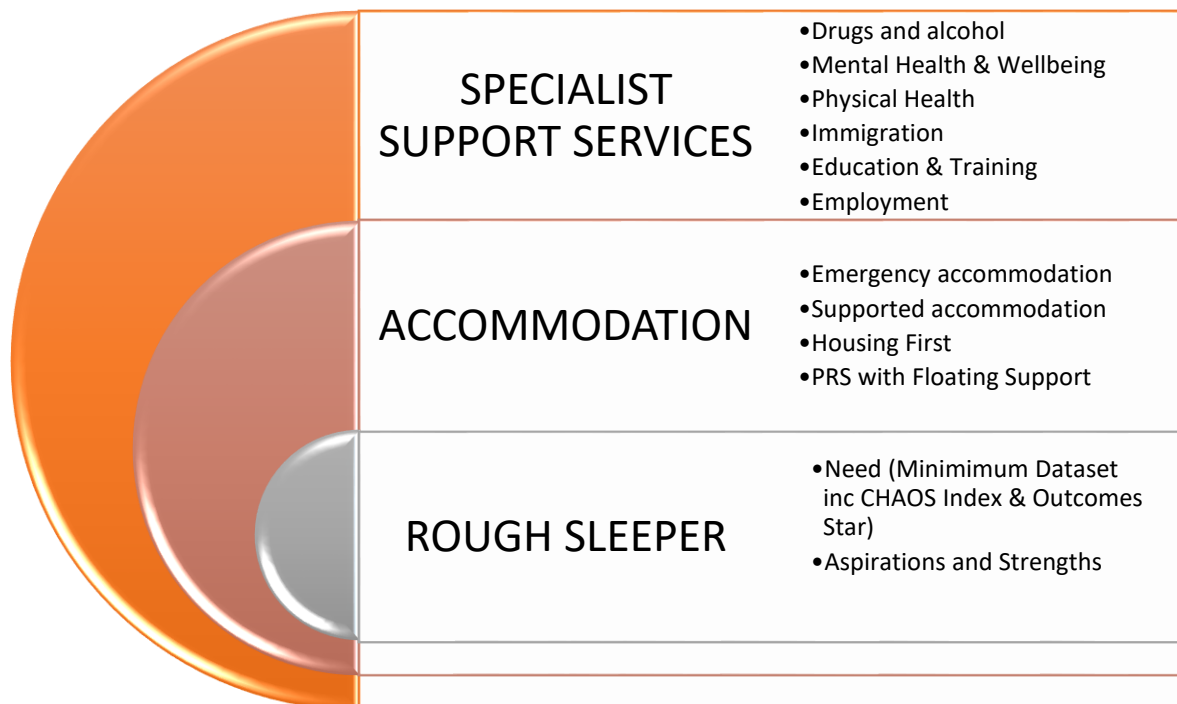 SPECIALIST
SUPPORT SERVICES
•Drugs and alcohol
•Mental Health & Wellbeing
•Physical Health
•Immigration
•Education & Training
•Employment
ACCOMMODATION
•Emergency accommodation
•Supported accommodation
•Housing First
•PRS with Floating Support
ROUGH SLEEPER
•Need (Minimimum Dataset
inc CHAOS Index & Outcomes
Star)
•Aspirations and Strengths